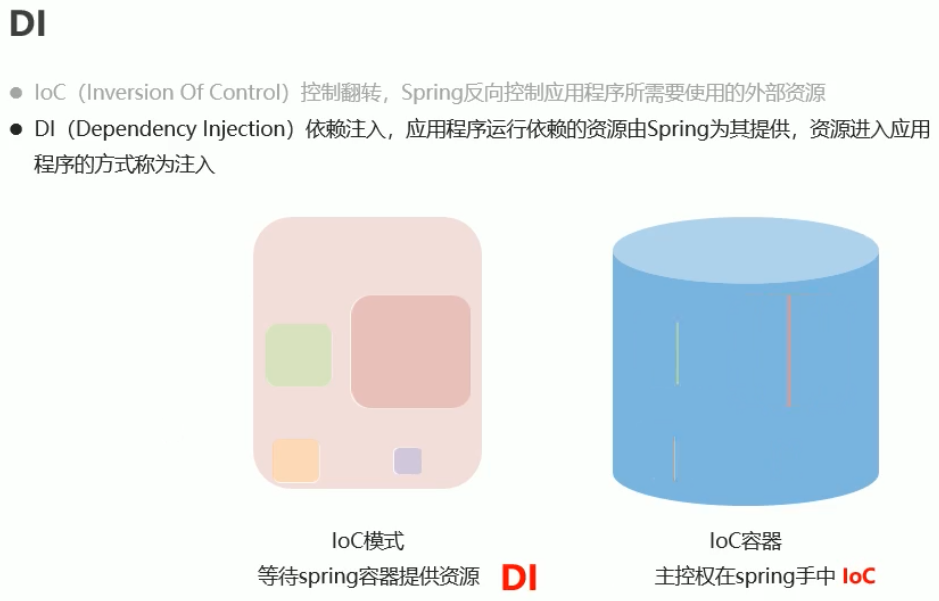 DI
● IoC（Inversion Of Control）控制翻转，Spring反向控制应用程序所需要使用的外部资源
● DI（Dependency Injection）依赖注入，应用程序运行依赖的资源由Spring为其提供，资源进入应用
程序的方式称为注入
IoC模式
等待spring容器提供资源 DI
IoC容器
主控权在spring手中 IoC